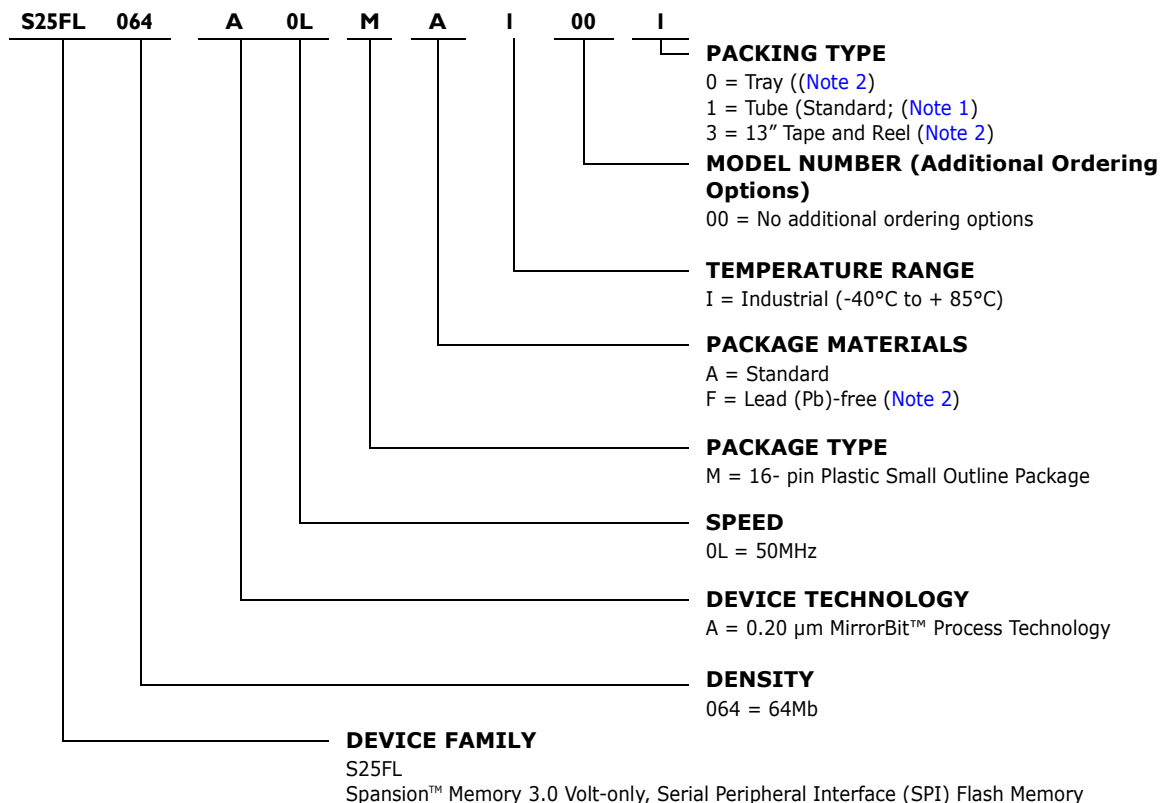 S25FL 064 A 0L M A I 00 I
PACKING TYPE
0 = Tray ((Note 2)
1 = Tube (Standard; (Note 1)
3 = 13” Tape and Reel (Note 2)
MODEL NUMBER (Additional Ordering
Options)
00 = No additional ordering options
TEMPERATURE RANGE
I = Industrial (-40°C to + 85°C)
PACKAGE MATERIALS
A = Standard
F = Lead (Pb)-free (Note 2)
PACKAGE TYPE
M = 16- pin Plastic Small Outline Package
SPEED
0L = 50MHz
DEVICE TECHNOLOGY
A = 0.20 µm MirrorBit™ Process Technology
DENSITY
064 = 64Mb
DEVICE FAMILY
S25FL
Spansion™ Memory 3.0 Volt-only, Serial Peripheral Interface (SPI) Flash Memory